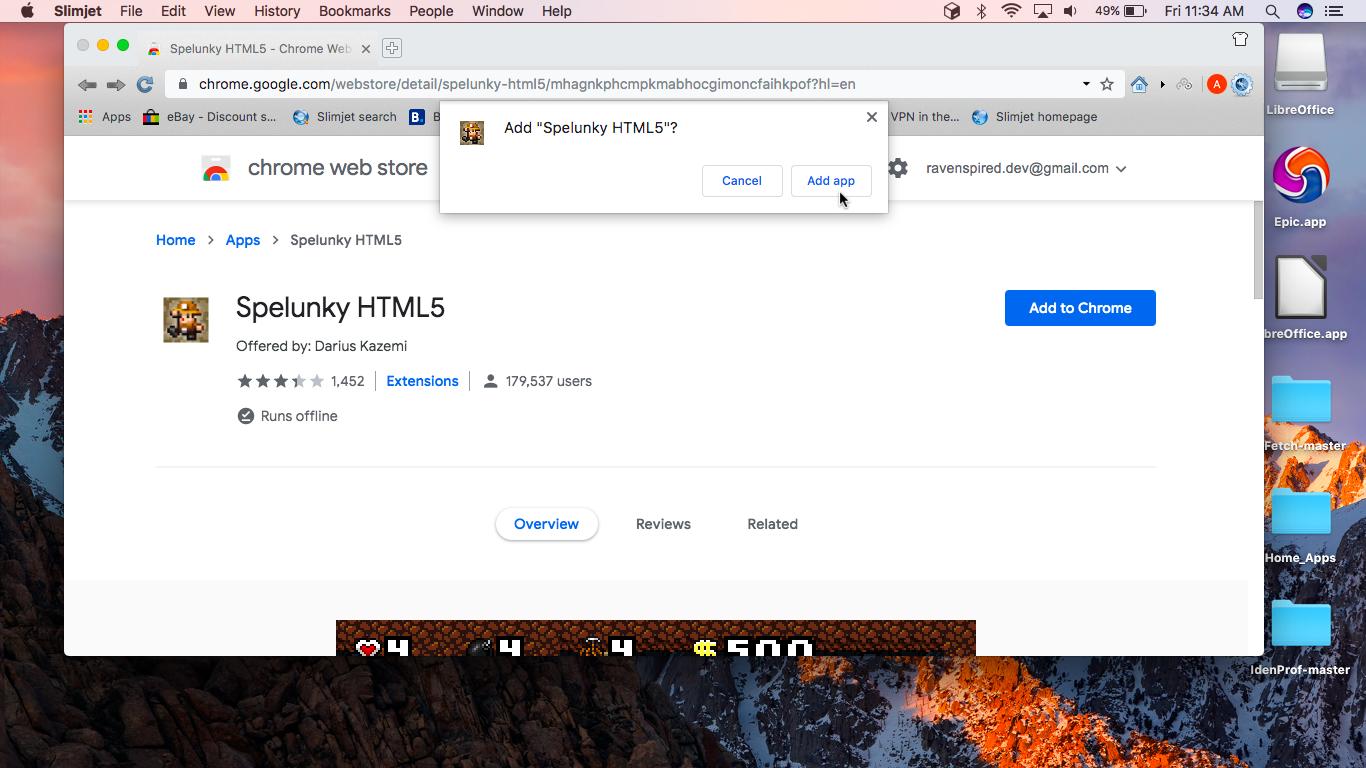 Slimjet File Edit View History Bookmarks People Window Help 49% Fri 11:34 AM
Spelunky HTML5 - Chrome Web
chrome.google.com/webstore/detail/spelunky-html5/mhagnkphcmpkmabhocgimoncfaihkpof?hl=en A
Apps eBay - Discount s... Slimjet search B. B VPN in the... Slimjet homepage
Add "Spelunky HTML5"?
Cancel Add app
chrome web store ravenspired.dev@gmail.com
Home > Apps > Spelunky HTML5
Spelunky HTML5
Add to Chrome
Offered by: Darius Kazemi
1,452 Extensions 179,537 users
Runs offline
Overview Reviews Related
4 4 4 $ 500
LibreOffice
Epic.app
breOffice.app
Fetch-master
Home_Apps
IdenProf-master